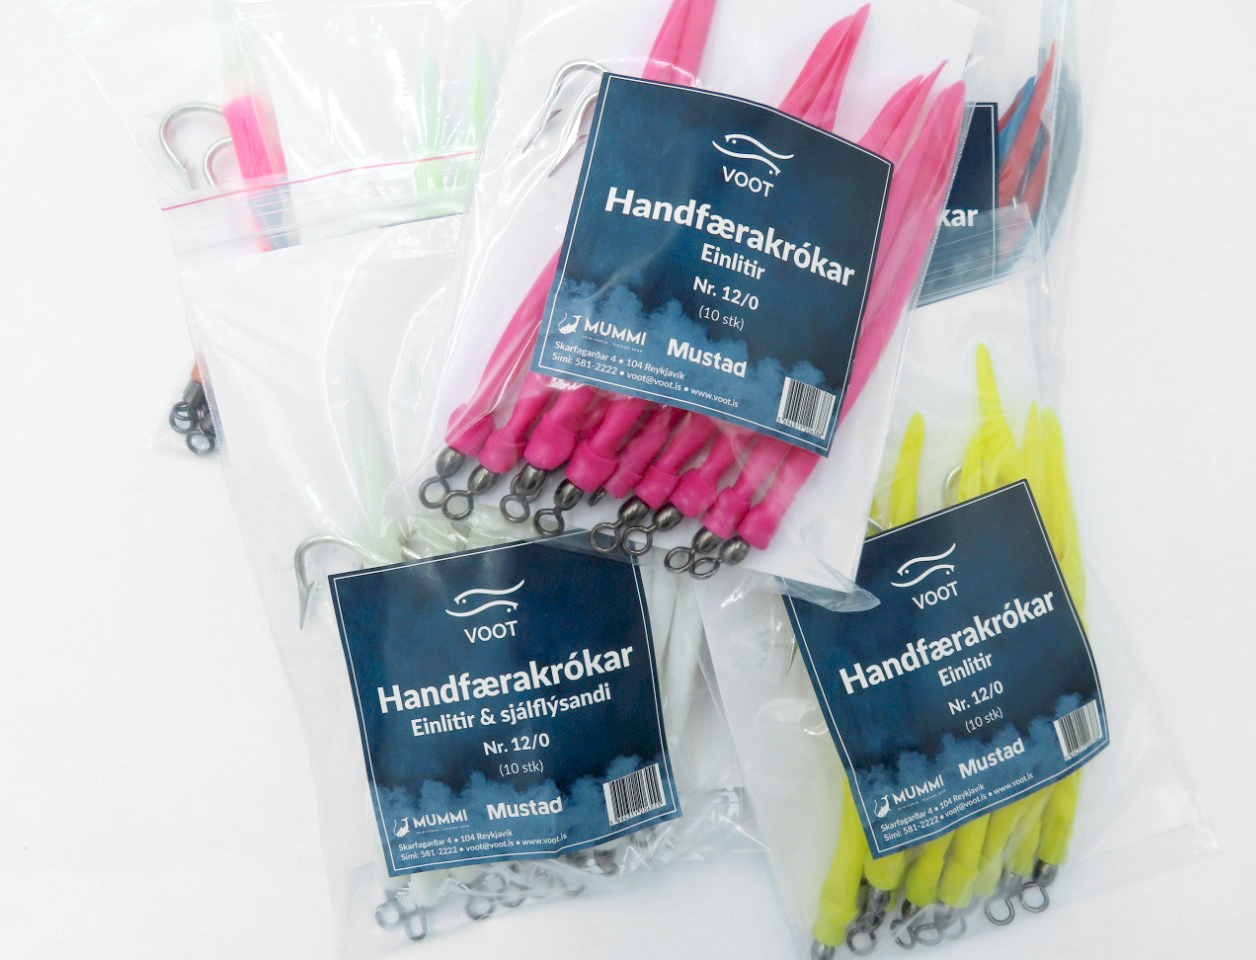 VOOT
Handfærakrókar
Einlitir
Nr. 12/0
(10 stk)
MUMMI
Mustad
Skarfagarðar 4 • 104 Reykjavík
Sími: 581-2222 • voot@voot.is • www.voot.is
kar
VOOT
Handfærakrókar
Einlitir & sjálflýsandi
Nr. 12/0
(10 stk)
MUMMI
Mustad
Skarfagarðar 4 • 104 Reykjavík
Sími: 581-2222 • voot@voot.is • www.voot.is
VOOT
Handfærakrókar
Einlitir
Nr. 12/0
(10 stk)
MUMMI
Mustad
Skarfagarðar 4 • 104 Reykjavík
Sími: 581-2222 • voot@voot.is • www.voot.is